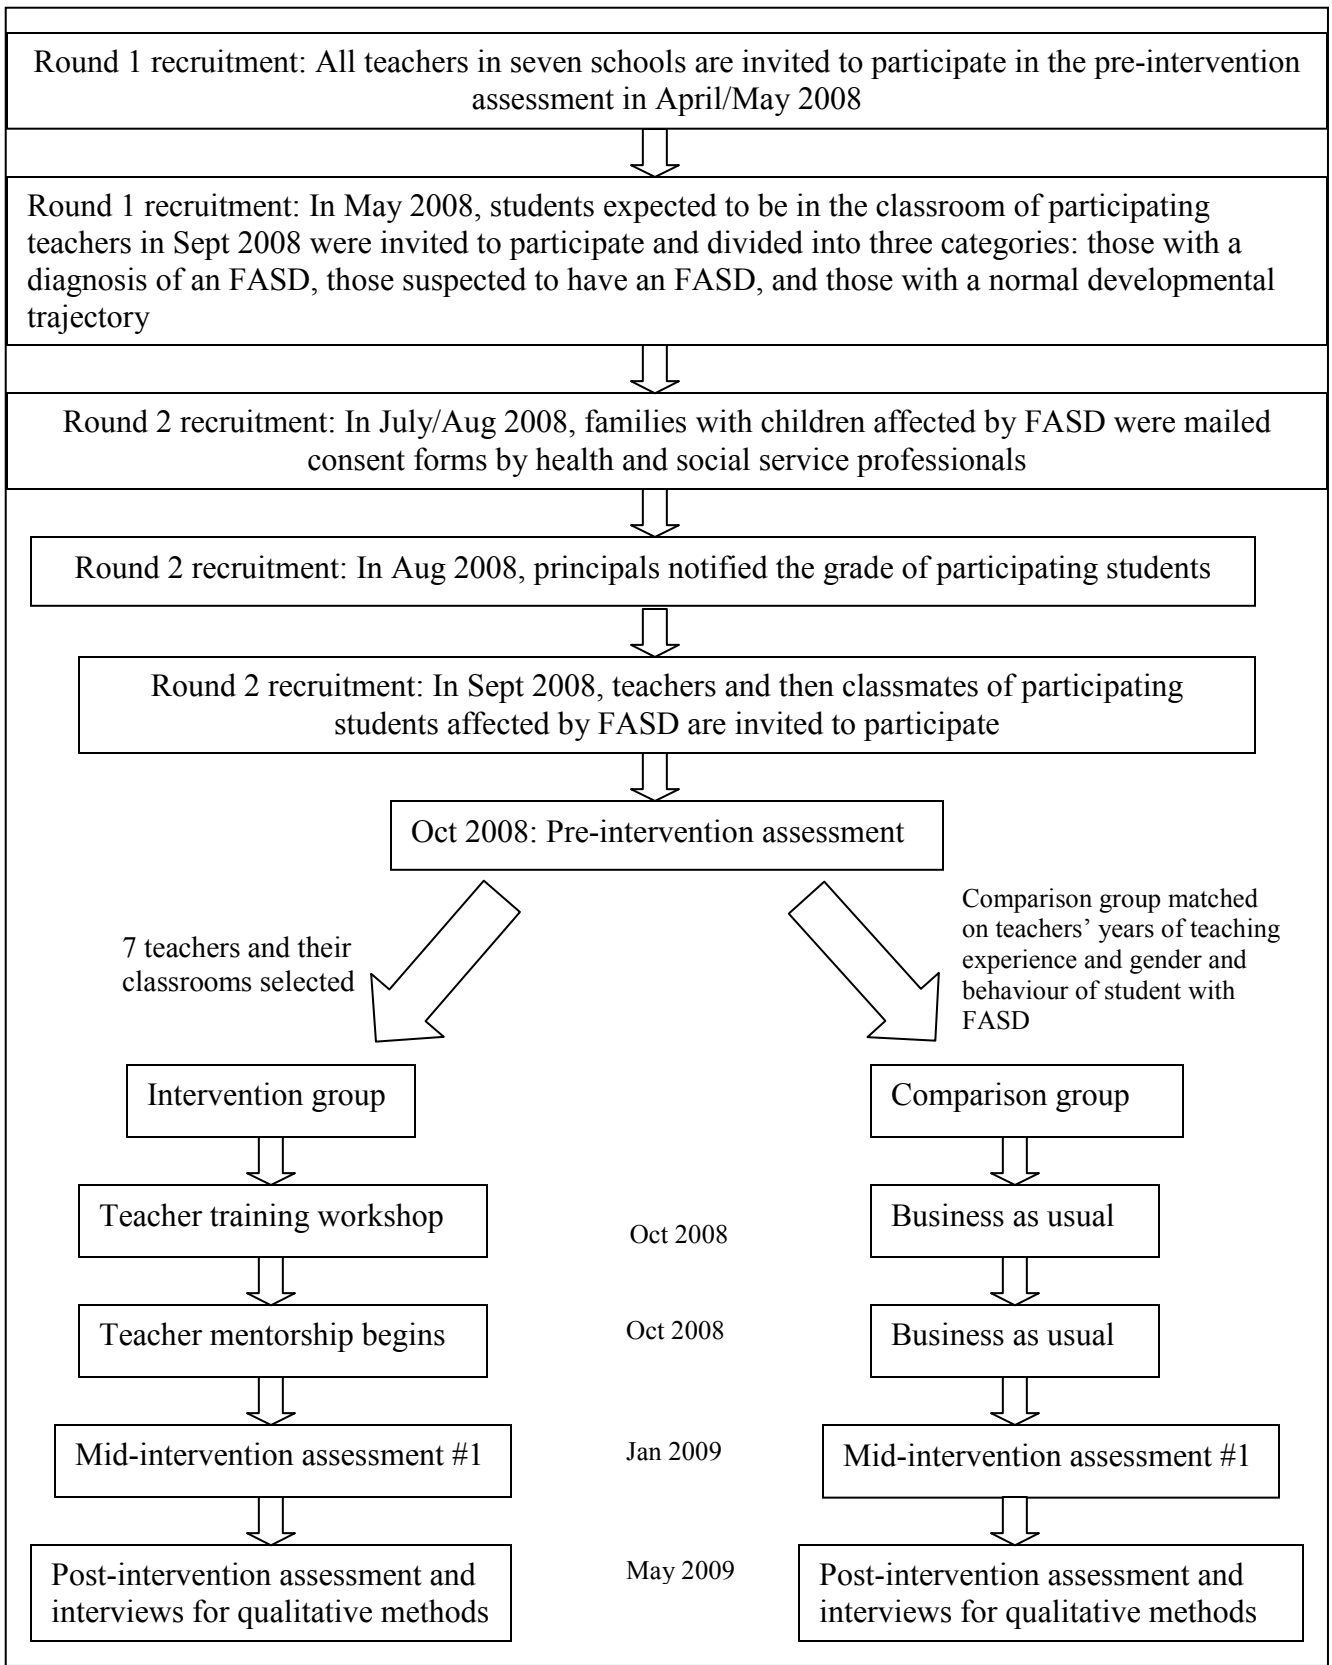 Round 1 recruitment: All teachers in seven schools are invited to participate in the pre-intervention
assessment in April/May 2008
Round 1 recruitment: In May 2008, students expected to be in the classroom of participating
teachers in Sept 2008 were invited to participate and divided into three categories: those with a
diagnosis of an FASD, those suspected to have an FASD, and those with a normal developmental
trajectory
Round 2 recruitment: In July/Aug 2008, families with children affected by FASD were mailed
consent forms by health and social service professionals
Round 2 recruitment: In Aug 2008, principals notified the grade of participating students
Round 2 recruitment: In Sept 2008, teachers and then classmates of participating
students affected by FASD are invited to participate
Oct 2008: Pre-intervention assessment
7 teachers and their
classrooms selected
Comparison group matched
on teachers’ years of teaching
experience and gender and
behaviour of student with
FASD
Intervention group
Comparison group
Teacher training workshop
Oct 2008
Business as usual
Teacher mentorship begins
Oct 2008
Business as usual
Mid-intervention assessment #1
Jan 2009
Mid-intervention assessment #1
Post-intervention assessment and
interviews for qualitative methods
May 2009
Post-intervention assessment and
interviews for qualitative methods